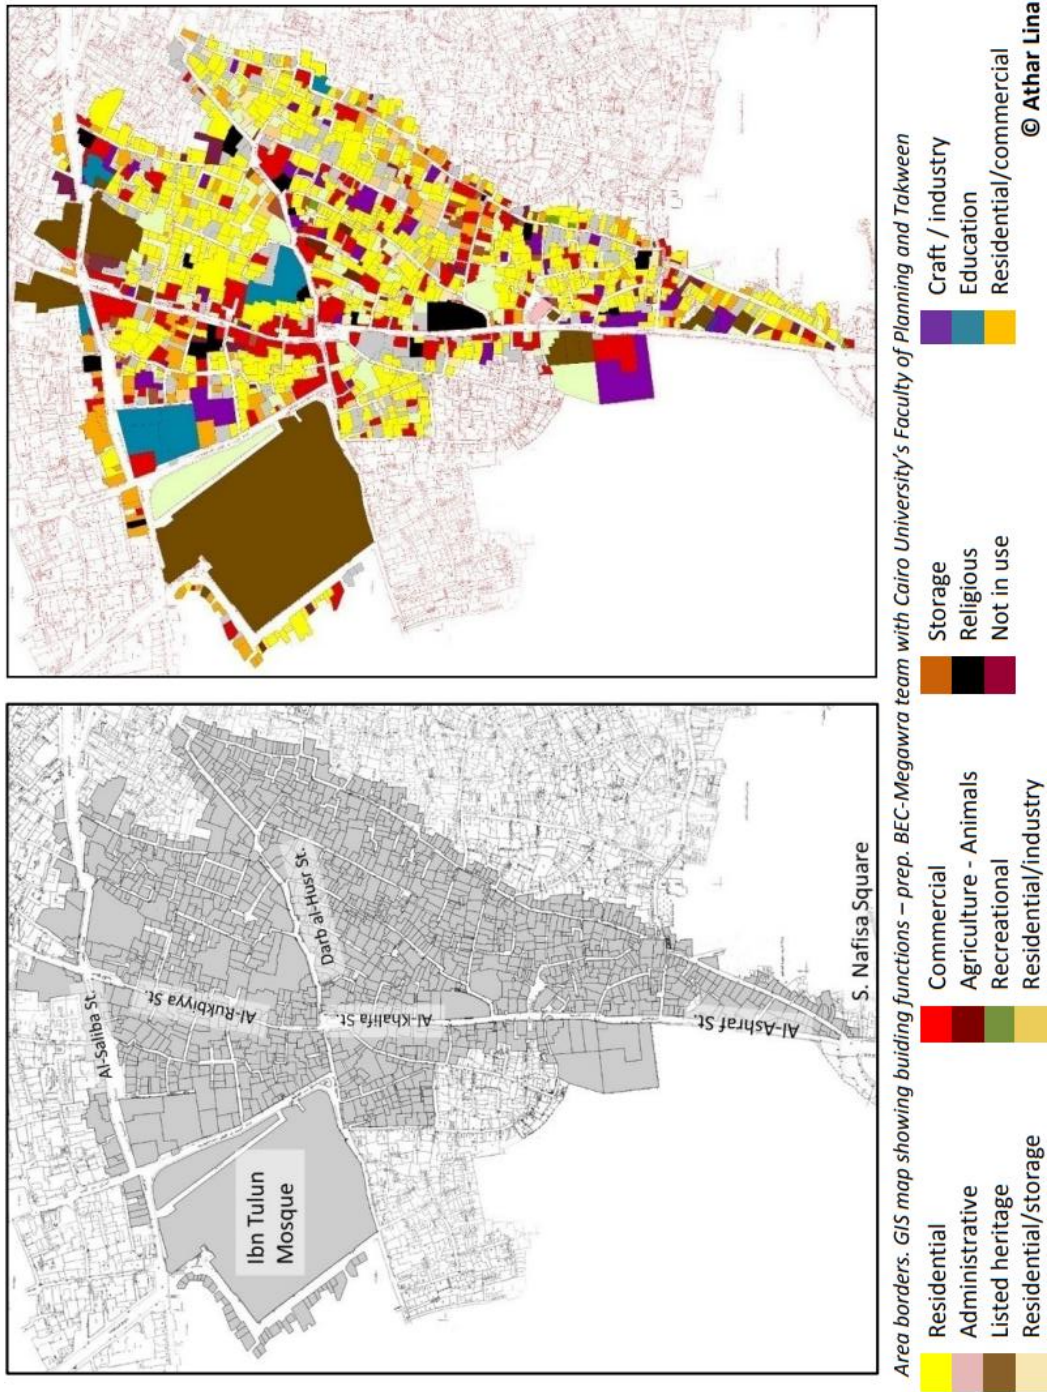 Al-Saliba St.
Al-Rukbiyya St.
Darb al-Husr St.
Al-Khalifa St.
Ibn Tulun
Mosque
Al-Ashraf St.
S. Nafisa Square
Area borders. GIS map showing buiding functions – prep. BEC-Megawra team with Cairo University's Faculty of Planning and Takween
Residential
Administrative
Listed heritage
Residential/storage
Commercial
Agriculture - Animals
Recreational
Residential/industry
Storage
Religious
Not in use
Craft / industry
Education
Residential/commercial
© Athar Lina